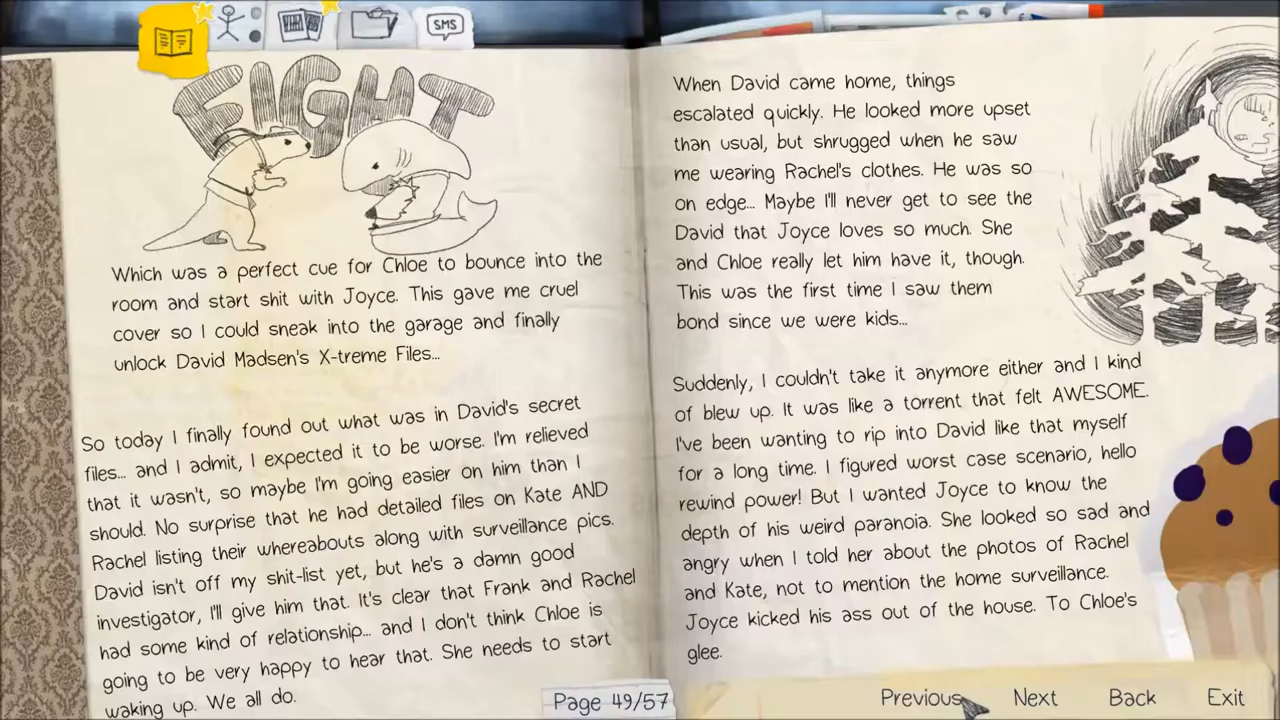 SMS
FIGHT
Which was a perfect cue for Chloe to bounce into the
room and start shit with Joyce. This gave me cruel
cover so I could sneak into the garage and finally
unlock David Madsen's X-treme Files...
So today I finally found out what was in David's secret
files... and I admit, I expected it to be worse. I'm relieved
that it wasn't, so maybe I'm going easier on him than I
should. No surprise that he had detailed files on Kate AND
Rachel listing their whereabouts along with surveillance pics.
David isn't off my shit-list yet, but he's a damn good
investigator, I'll give him that. It's clear that Frank and Rachel
had some kind of relationship... and I don't think Chloe is
going to be very happy to hear that. She needs to start
waking up. We all do.
When David came home, things
escalated quickly. He looked more upset
than usual, but shrugged when he saw
me wearing Rachel's clothes. He was so
on edge... Maybe I'll never get to see the
David that Joyce loves so much. She
and Chloe really let him have it, though.
This was the first time I saw them
bond since we were kids...
Suddenly, I couldn't take it anymore either and I kind
of blew up. It was like a torrent that felt AWESOME.
I've been wanting to rip into David like that myself
for a long time. I figured worst case scenario, hello
rewind power! But I wanted Joyce to know the
depth of his weird paranoia. She looked so sad and
angry when I told her about the photos of Rachel
and Kate, not to mention the home surveillance.
Joyce kicked his ass out of the house. To Chloe's
glee.
Page 49/57
Previous Next Back Exit